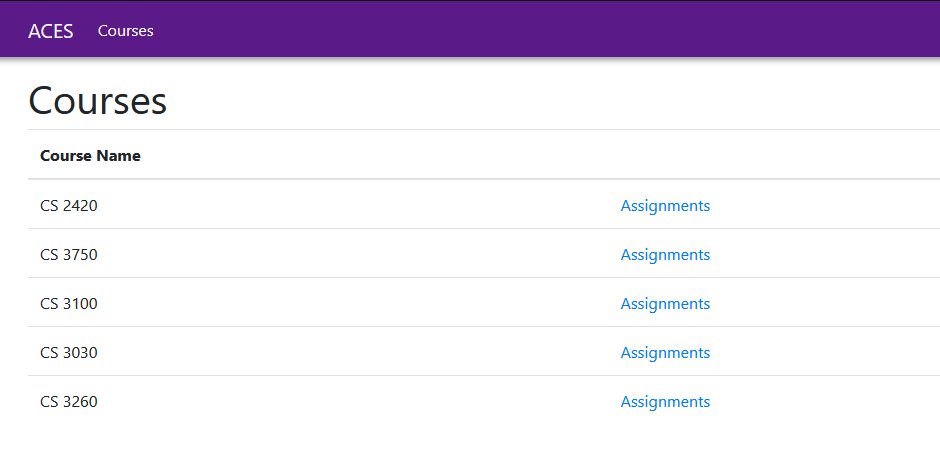 ACES Courses
Courses
Course Name
CS 2420 Assignments
CS 3750 Assignments
CS 3100 Assignments
CS 3030 Assignments
CS 3260 Assignments